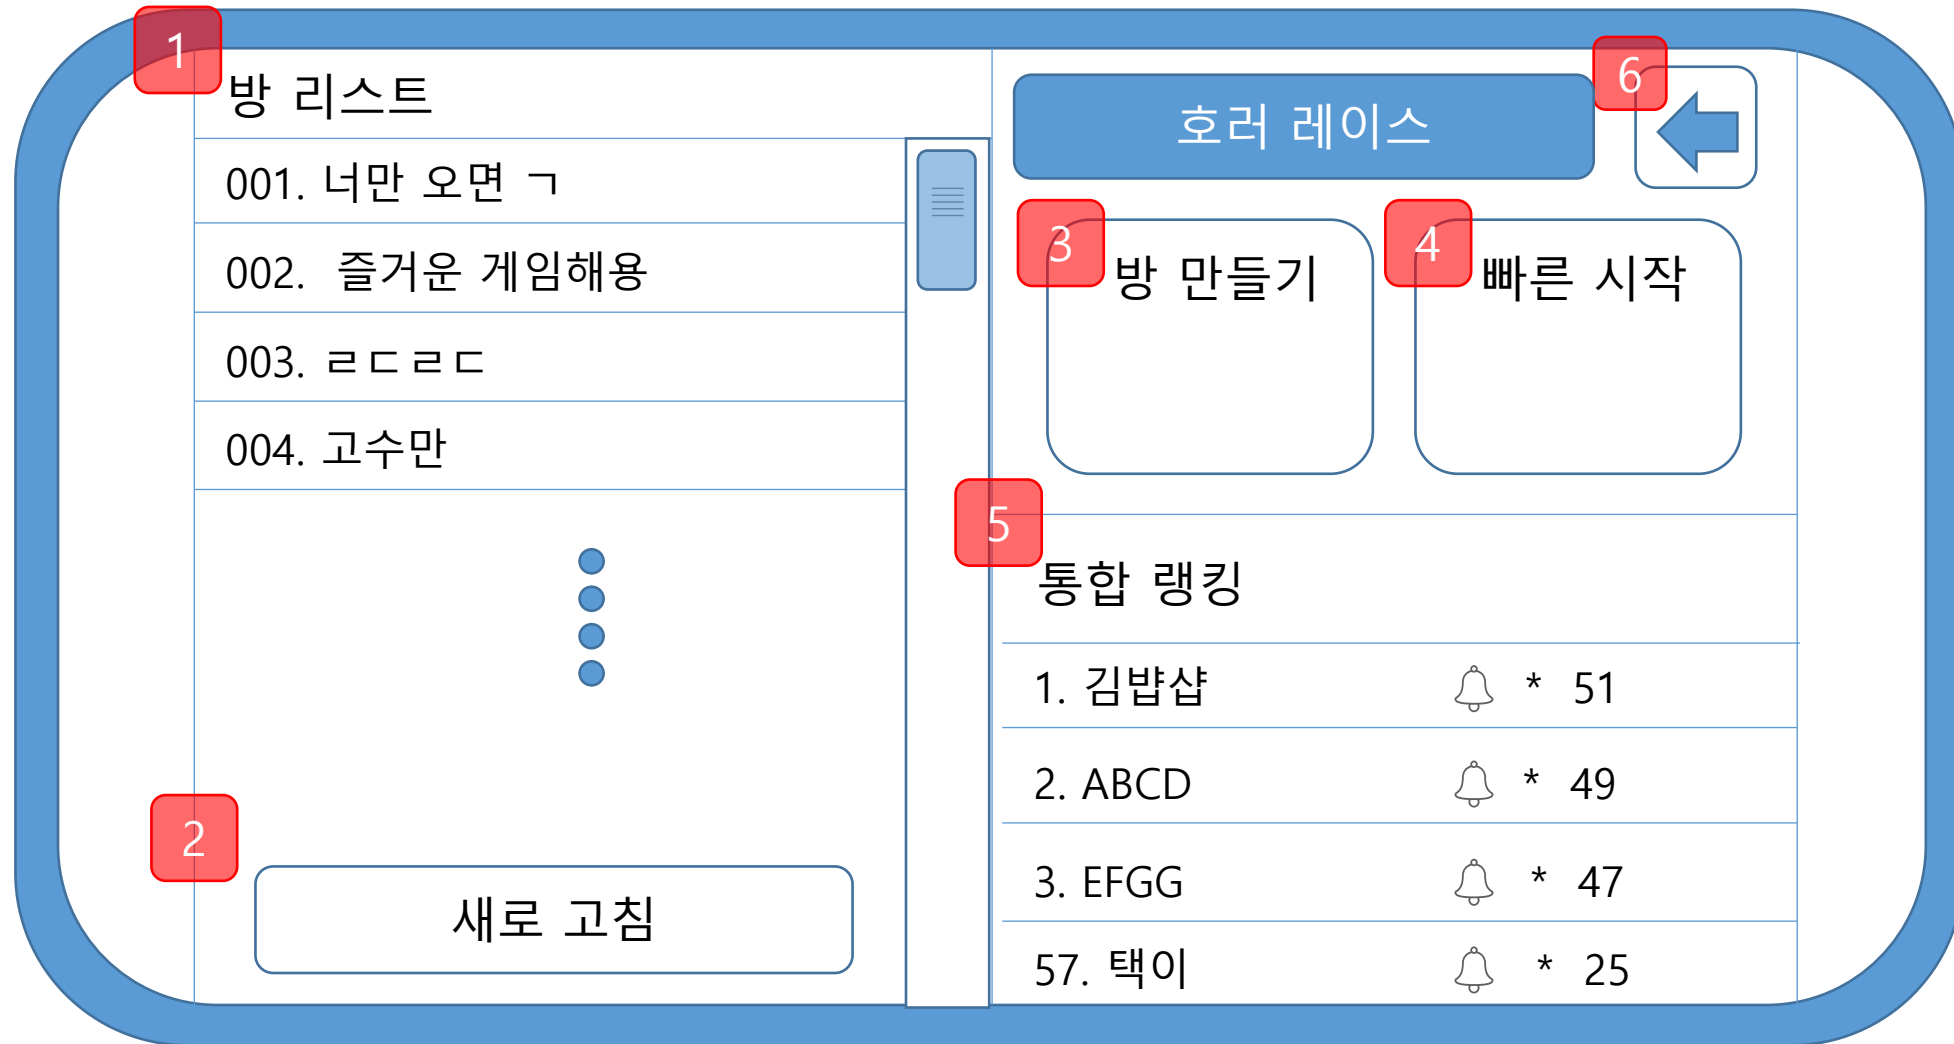 1
방 리스트
001. 너만 오면 ㄱ
002. 즐거운 게임해용
003. ㄹㄷㄹㄷ
004. 고수만
2
새로 고침
호러 레이스
6
3
방 만들기
4
빠른 시작
5
통합 랭킹
1. 김뱝샵 * 51
2. ABCD * 49
3. EFGG * 47
57. 택이 * 25